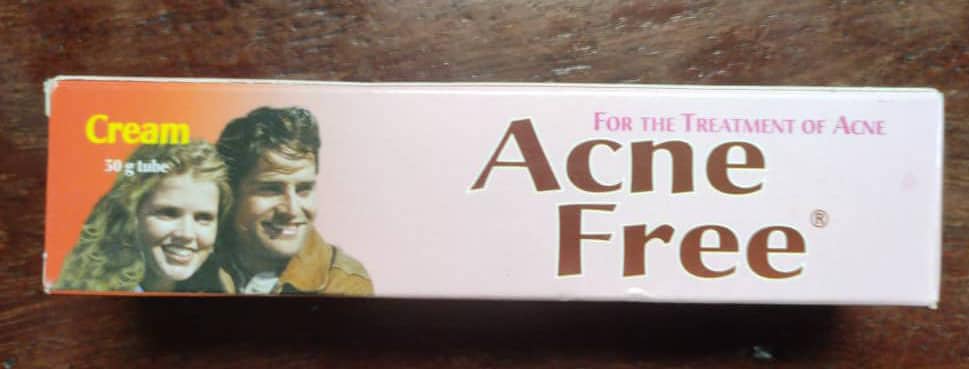 Cream
30 g tube
FOR THE TREATMENT OF ACNE
Acne
Free®